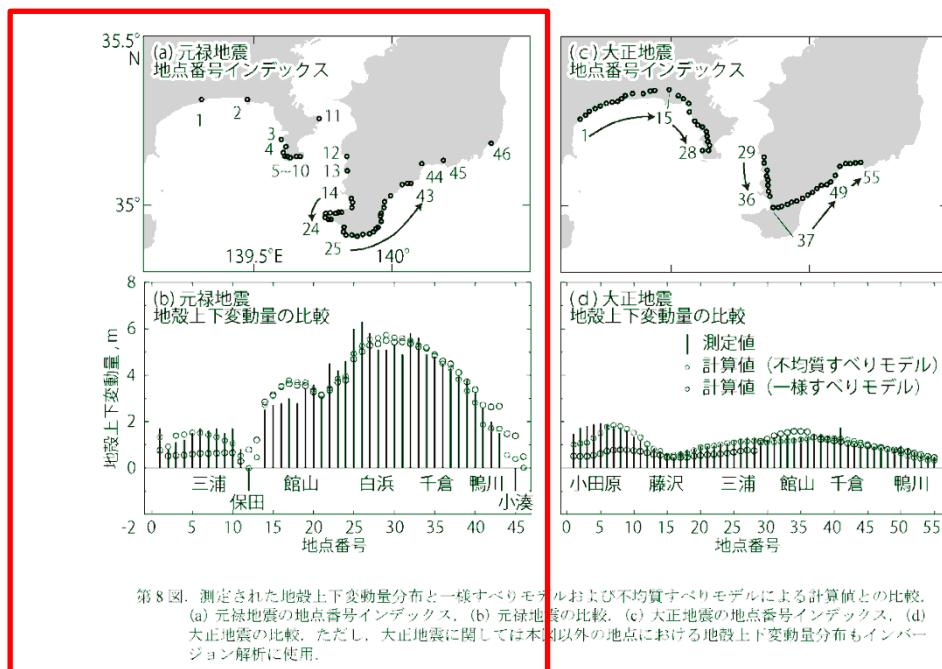 35.5°
N
(a) 元禄地震
地点番号インデックス
1
2
3
4
5~10
11
12
13
14
24
25
43
44
45
46
35°
139.5°E
140°
(c) 大正地震
地点番号インデックス
1
15
28
29
36
37
49
55
(b) 元禄地震
地殻上下変動量の比較
地殻上下変動量, m
6
4
2
0
-2
三浦
保田
館山
白浜
千倉
鴨川
小湊
0 5 10 15 20 25 30 35 40 45
地点番号
(d) 大正地震
地殻上下変動量の比較
測定値
計算値（不均質すべりモデル）
計算値（一様すべりモデル）
小田原
藤沢
三浦
館山
千倉
鴨川
0 5 10 15 20 25 30 35 40 45 50 55
地点番号
第8図. 測定された地殻上下変動量分布と一様すべりモデルおよび不均質すべりモデルによる計算値との比較.
(a) 元禄地震の地点番号インデックス. (b) 元禄地震の比較. (c) 大正地震の地点番号インデックス. (d)
大正地震の比較. ただし, 大正地震に関しては本図以外の地点における地殻上下変動量分布もインバー
ジョン解析に使用.